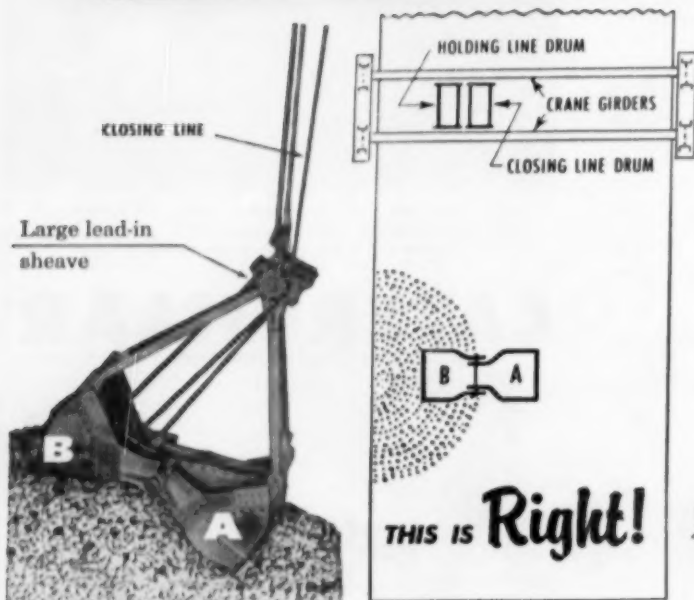 CLOSING LINE
Large lead-in
sheave
B
A
HOLDING LINE DRUM
CRANE GIRDERS
CLOSING LINE DRUM
B A
THIS IS Right!